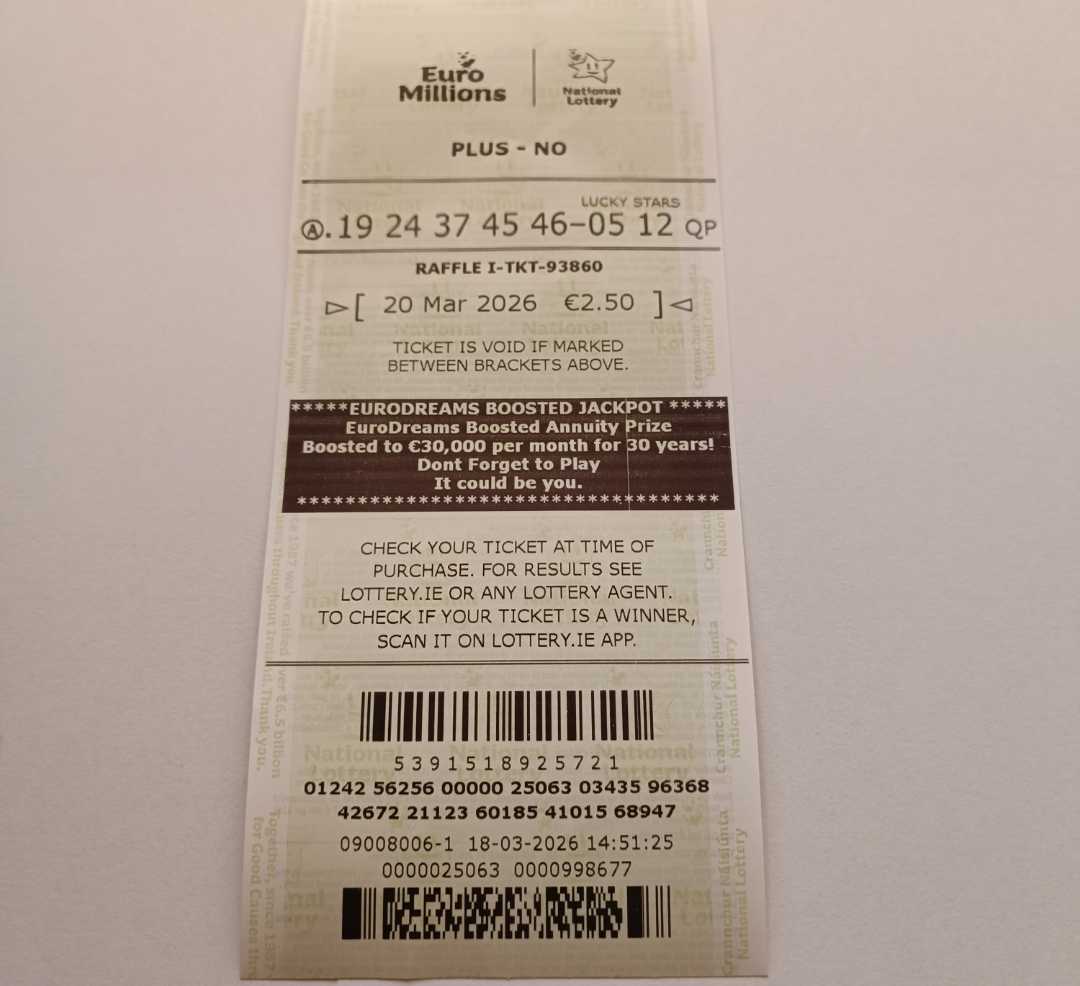 Euro Millions
National Lottery
PLUS - NO
LUCKY STARS
Ⓐ.19 24 37 45 46-05 12 QP
RAFFLE I-TKT-93860
▻[ 20 Mar 2026 €2.50 ]◅
TICKET IS VOID IF MARKED
BETWEEN BRACKETS ABOVE.
*****EURODREAMS BOOSTED JACKPOT *****
EuroDreams Boosted Annuity Prize
Boosted to €30,000 per month for 30 years!
Dont Forget to Play
It could be you.
************************************
CHECK YOUR TICKET AT TIME OF
PURCHASE. FOR RESULTS SEE
LOTTERY.IE OR ANY LOTTERY AGENT.
TO CHECK IF YOUR TICKET IS A WINNER,
SCAN IT ON LOTTERY.IE APP.
5391518925721
01242 56256 00000 25063 03435 96368
42672 21123 60185 41015 68947
09008006-1 18-03-2026 14:51:25
0000025063 0000998677